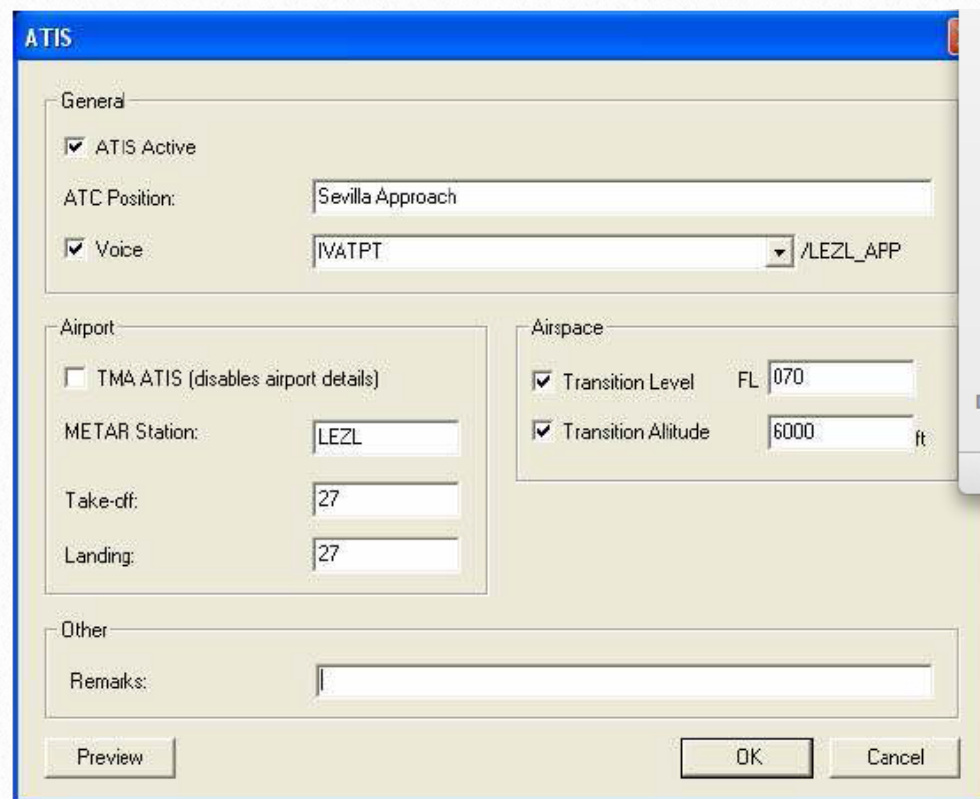 ATIS
General
ATIS Active
ATC Position: Sevilla Approach
Voice IVATPT /LEZL_APP
Airport
TMA ATIS (disables airport details)
METAR Station: LEZL
Take-off: 27
Landing: 27
Airspace
Transition Level FL 070
Transition Altitude 6000 ft
Other
Remarks:
Preview OK Cancel